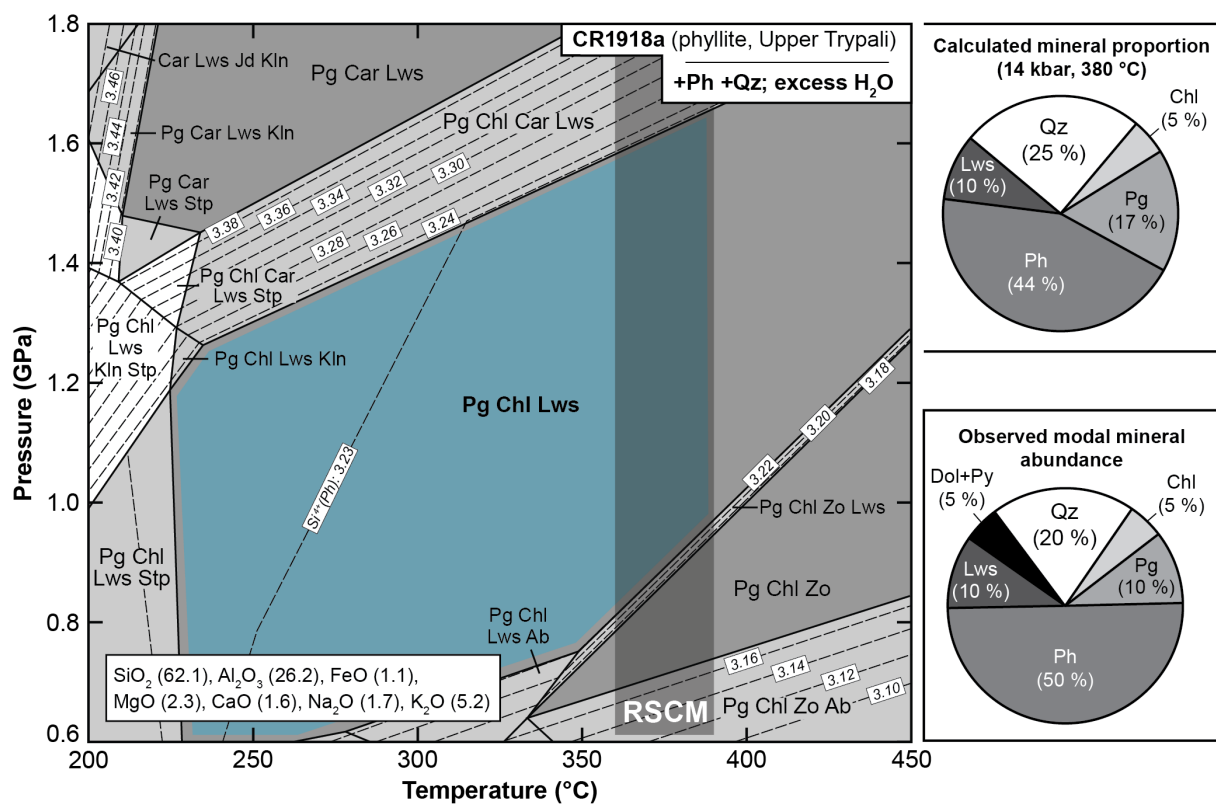 CR1918a (phyllite, Upper Trypali)
+Ph +Qz; excess H₂O
Pressure (GPa)
1.8
1.6
1.4
1.2
1.0
0.8
0.6
Car Lws Jd Kln
Pg Car Lws
3.46
Pg Car Lws Kln
3.44
Pg Chl Car Lws
3.42
Pg Car
Lws Stp
3.40
3.38
3.36
3.34
3.32
3.30
3.28
3.26
3.24
Pg Chl Car
Lws Stp
Pg Chl
Lws
Kln Stp
Pg Chl Lws Kln
Pg Chl Lws
3.18
3.20
3.22
Si⁴⁺(Ph): 3.23
Pg Chl Zo Lws
Pg Chl
Lws Stp
Pg Chl Zo
Pg Chl
Lws Ab
3.16
3.14
3.12
3.10
Pg Chl Zo Ab
RSCM
SiO₂ (62.1), Al₂O₃ (26.2), FeO (1.1),
MgO (2.3), CaO (1.6), Na₂O (1.7), K₂O (5.2)
200
250
300
350
400
450
Temperature (°C)
Calculated mineral proportion
(14 kbar, 380 °C)
Chl
(5 %)
Qz
(25 %)
Lws
(10 %)
Pg
(17 %)
Ph
(44 %)
Observed modal mineral
abundance
Dol+Py
(5 %)
Chl
(5 %)
Qz
(20 %)
Lws
(10 %)
Pg
(10 %)
Ph
(50 %)